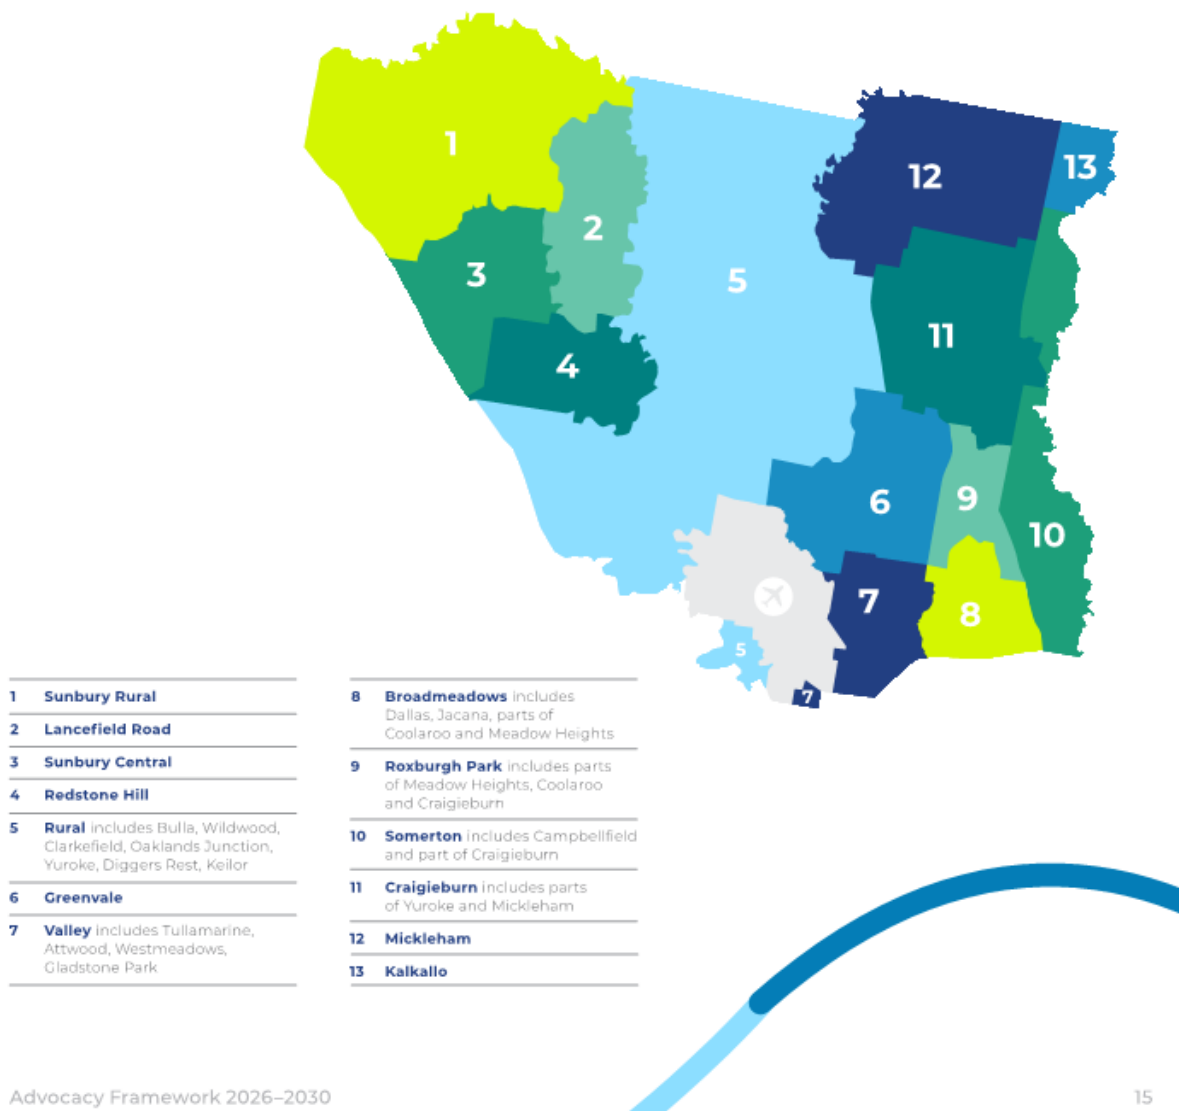 1
2
3
4
5
6
7
8
9
10
11
12
13
5
7
1 Sunbury Rural
2 Lancefield Road
3 Sunbury Central
4 Redstone Hill
5 Rural includes Bulla, Wildwood,
Clarkefield, Oaklands Junction,
Yuroke, Diggers Rest, Keilor
6 Greenvale
7 Valley includes Tullamarine,
Attwood, Westmeadows,
Gladstone Park
8 Broadmeadows includes
Dallas, Jacana, parts of
Coolaroo and Meadow Heights
9 Roxburgh Park includes parts
of Meadow Heights, Coolaroo
and Craigieburn
10 Somerton includes Campbellfield
and part of Craigieburn
11 Craigieburn includes parts
of Yuroke and Mickleham
12 Mickleham
13 Kalkallo
Advocacy Framework 2026–2030
15